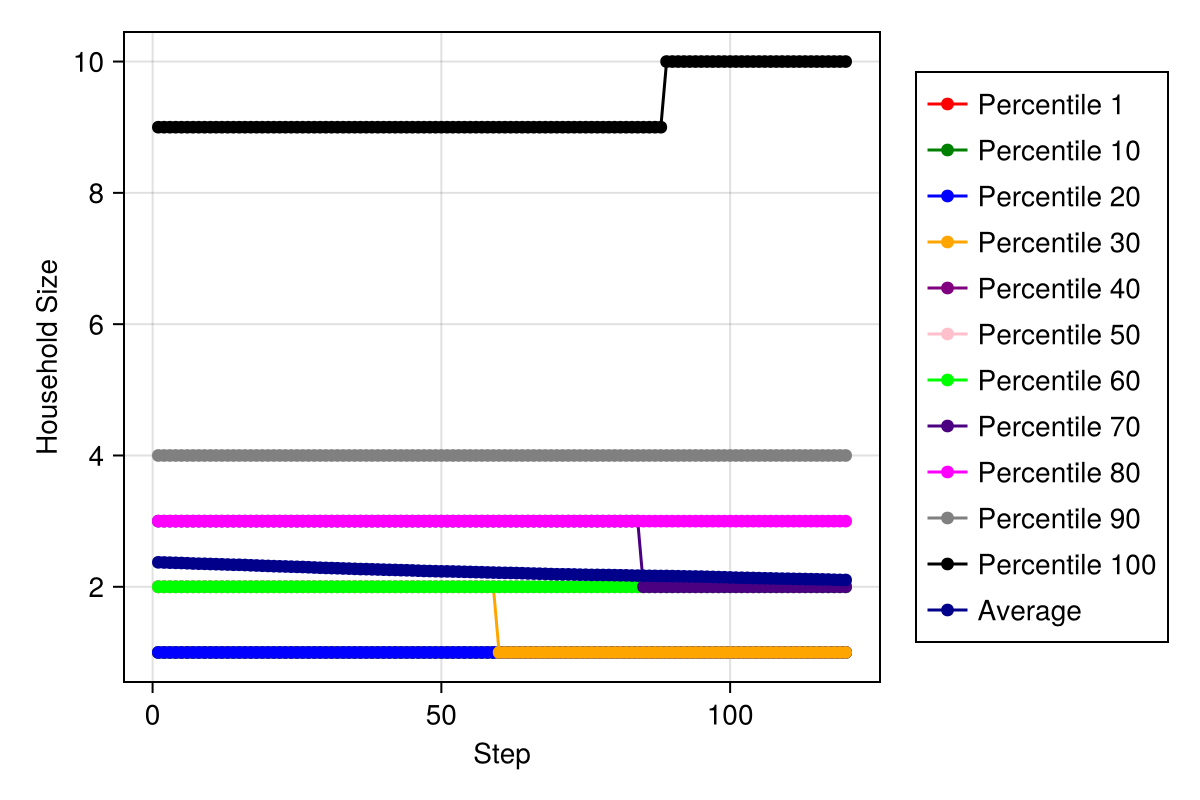 10
8
6
4
2
Household Size
0
50
100
Step
Percentile 1
Percentile 10
Percentile 20
Percentile 30
Percentile 40
Percentile 50
Percentile 60
Percentile 70
Percentile 80
Percentile 90
Percentile 100
Average